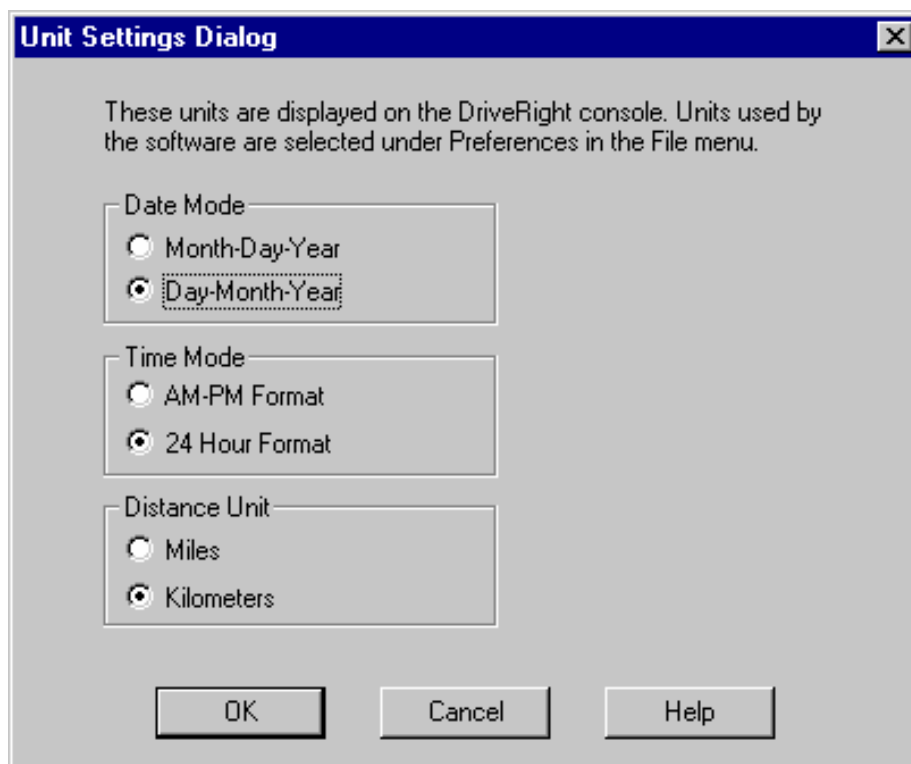 Unit Settings Dialog
These units are displayed on the DriveRight console. Units used by
the software are selected under Preferences in the File menu.
Date Mode
Month-Day-Year
Day-Month-Year
Time Mode
AM-PM Format
24 Hour Format
Distance Unit
Miles
Kilometers
OK Cancel Help